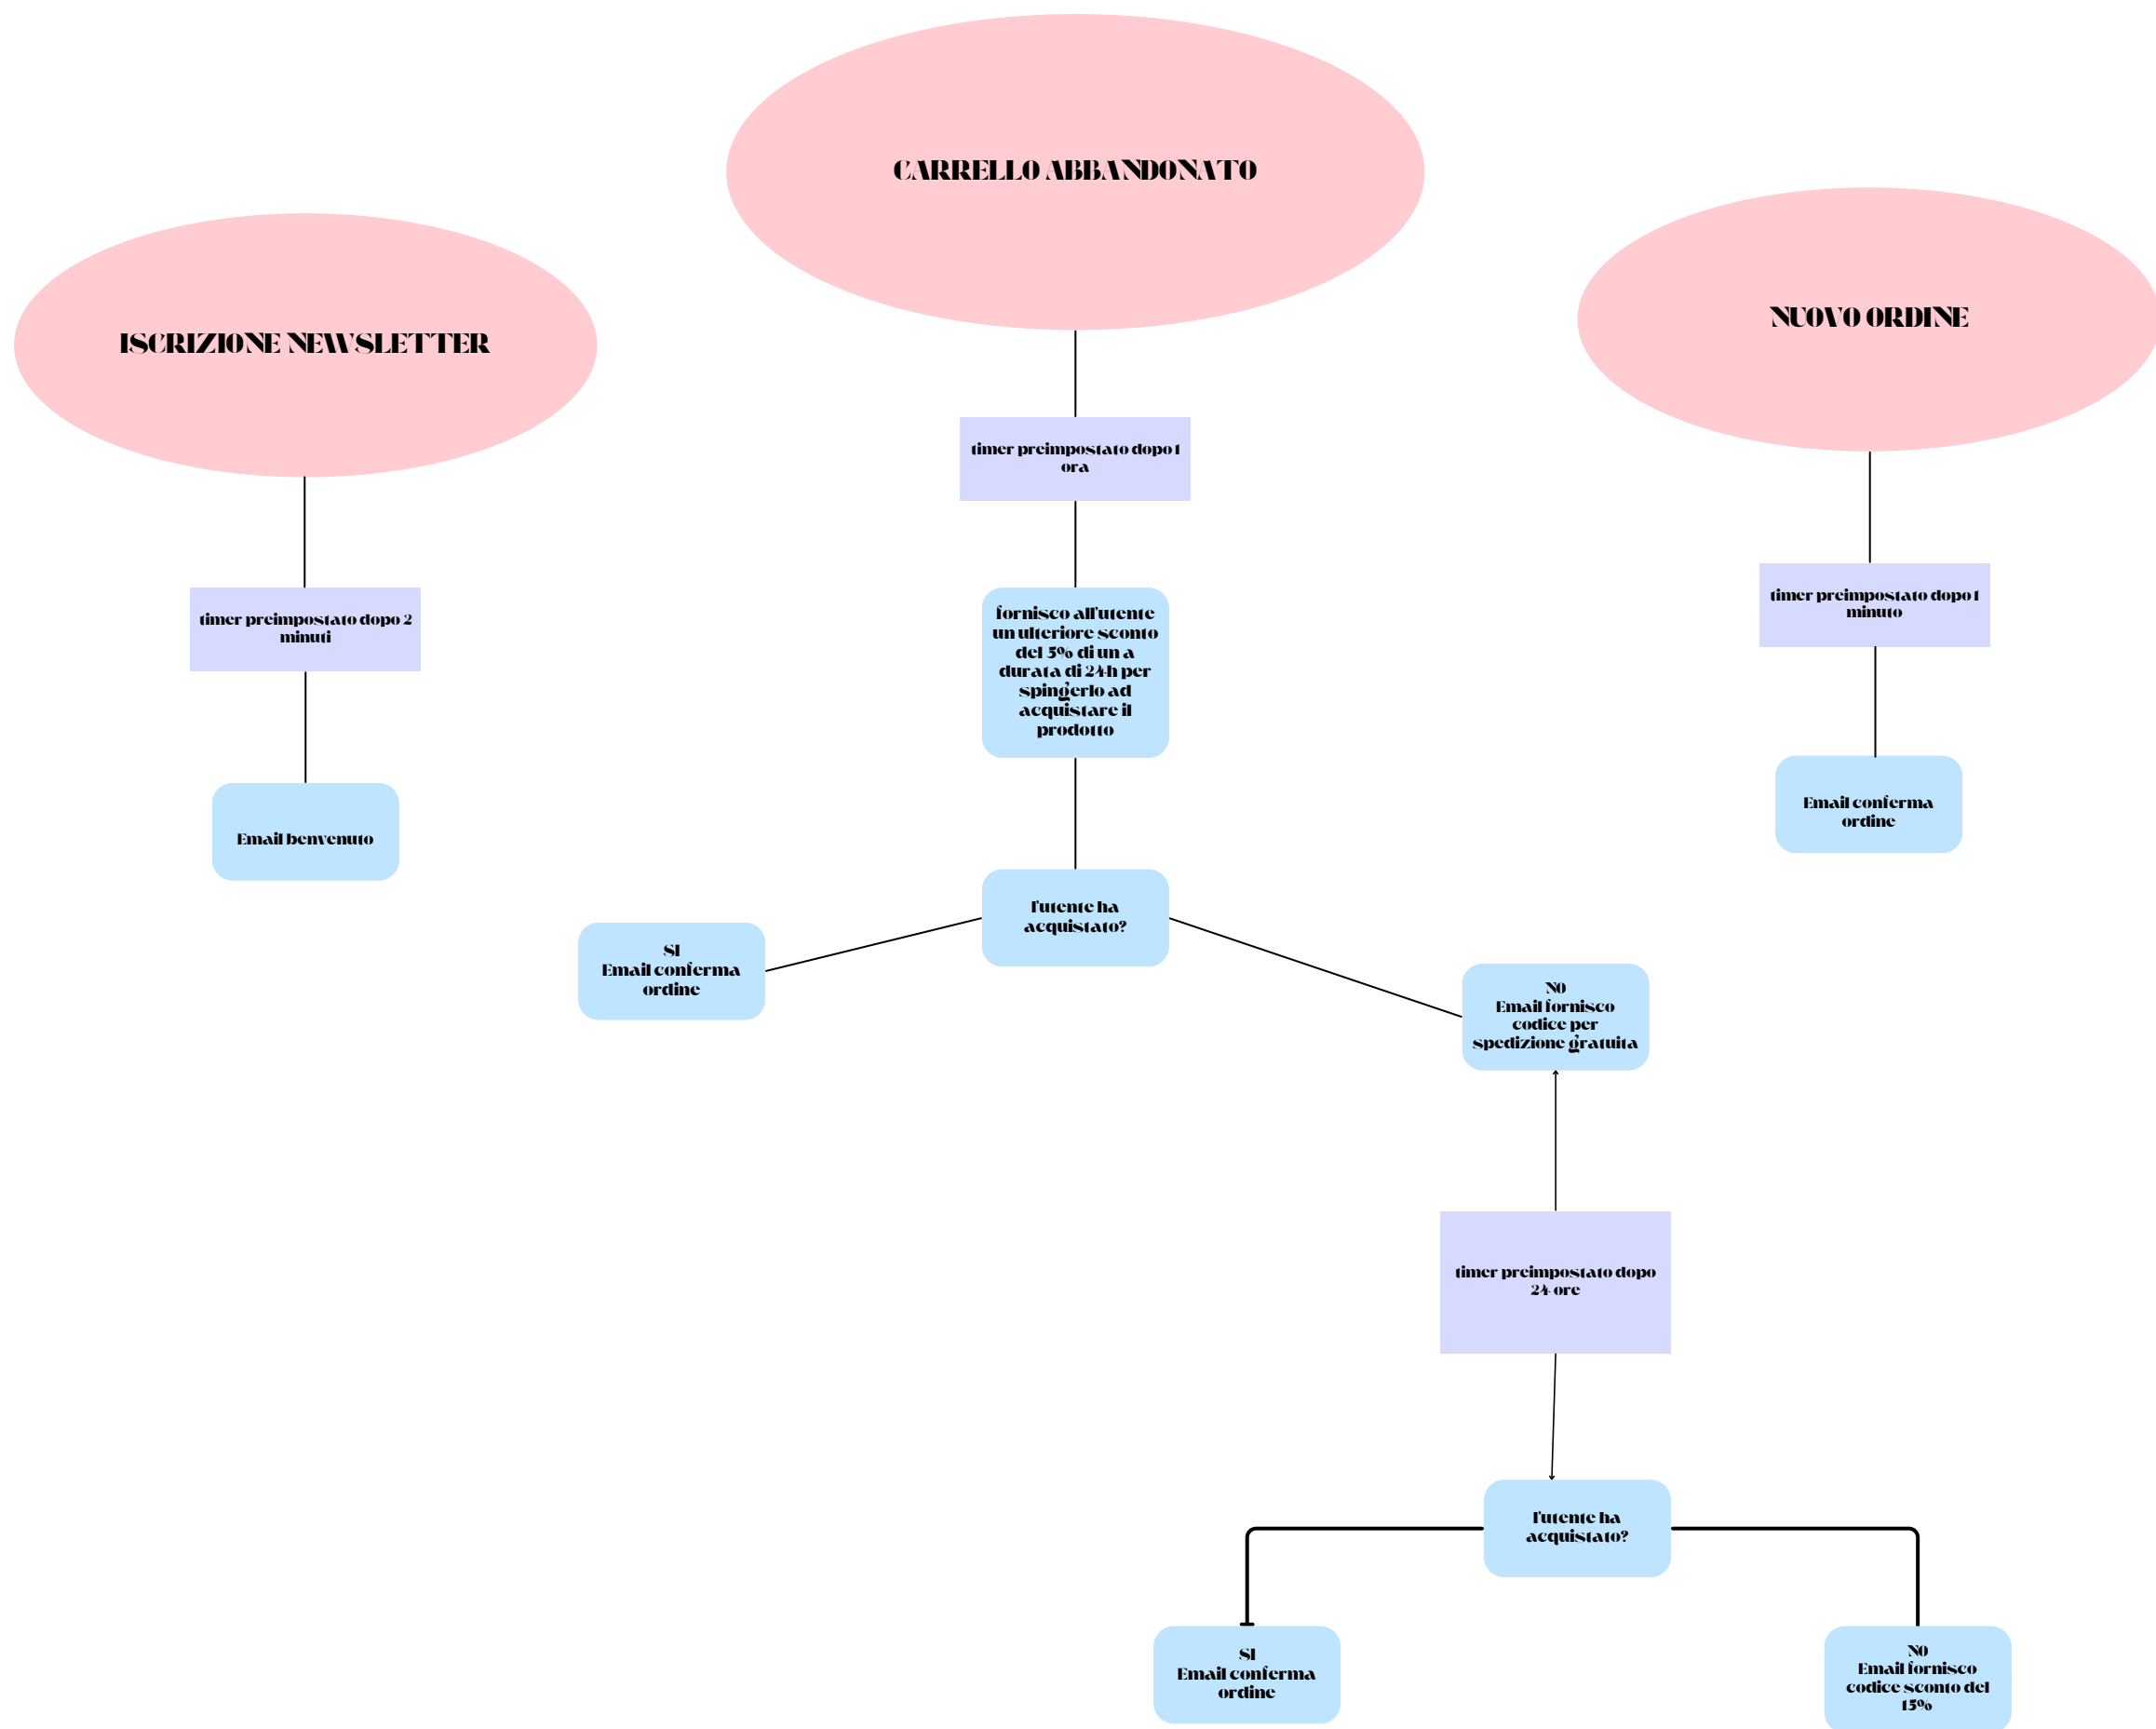 CARRELLO ABBANDONATO
ISCRIZIONE NEWSLETTER
NUOVO ORDINE
timer preimpostato dopo 1
ora
timer preimpostato dopo 2
minuti
timer preimpostato dopo 1
minuto
fornisco all'utente
un ulteriore sconto
del 5% di un a
durata di 24h per
spingerlo ad
acquistare il
prodotto
Email benvenuto
Email conferma
ordine
l'utente ha
acquistato?
SI
Email conferma
ordine
NO
Email fornisco
codice per
spedizione gratuita
timer preimpostato dopo
24 ore
l'utente ha
acquistato?
SI
Email conferma
ordine
NO
Email fornisco
codice sconto del
15%